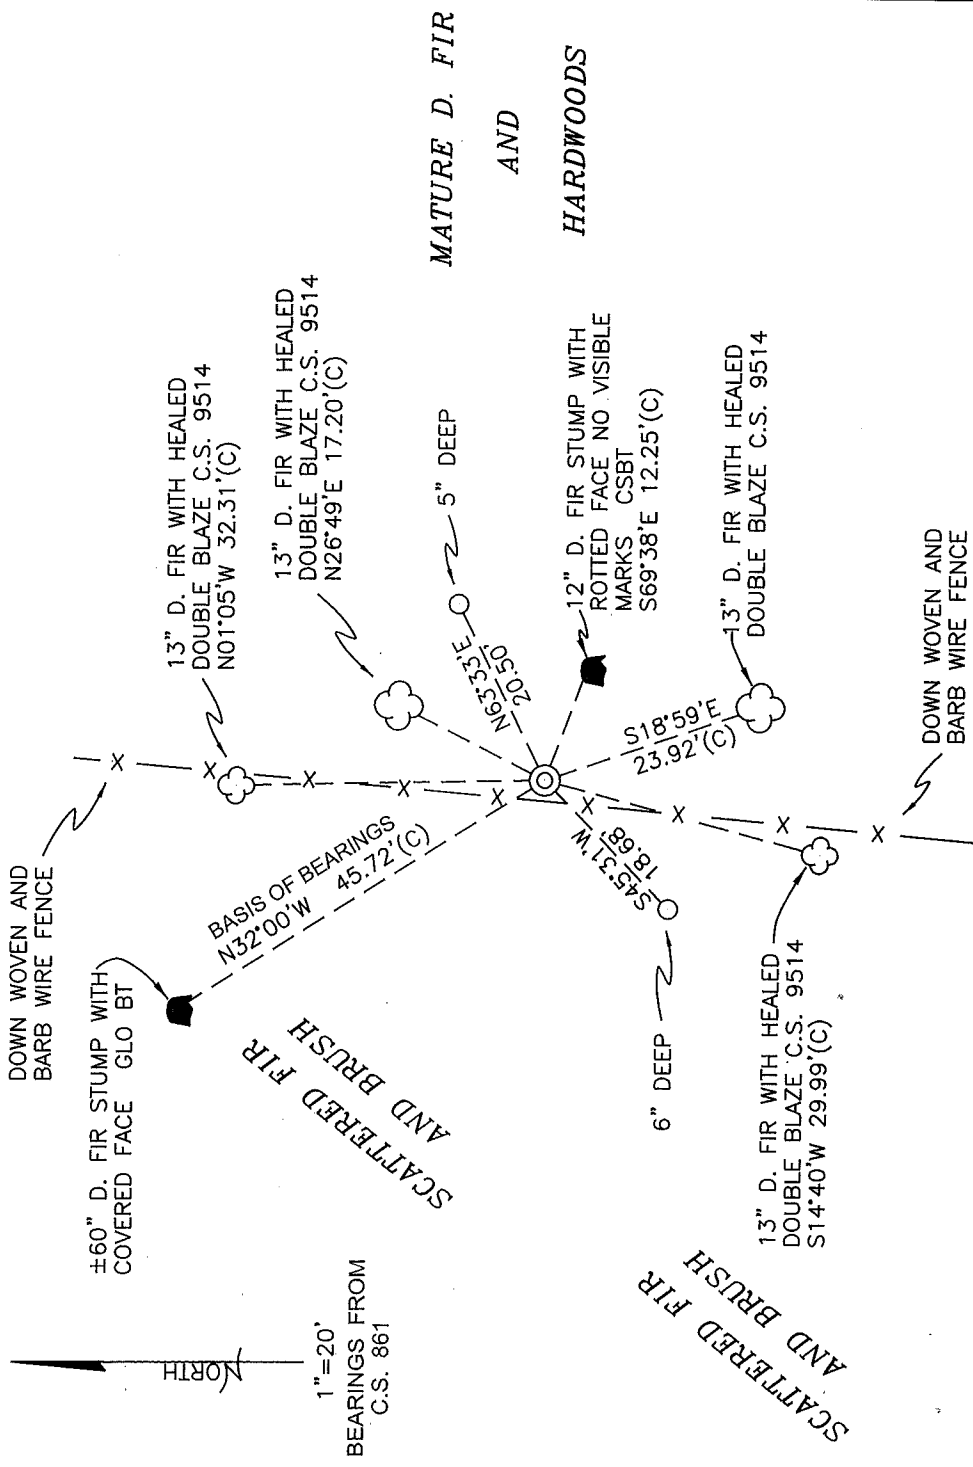 DOWN WOVEN AND
BARB WIRE FENCE
±60" D. FIR STUMP WITH
COVERED FACE GLO BT
13" D. FIR WITH HEALED
DOUBLE BLAZE C.S. 9514
N01°05'W 32.31'(C)
13" D. FIR WITH HEALED
DOUBLE BLAZE C.S. 9514
N26°49'E 17.20'(C)
MATURE D. FIR
AND
HARDWOODS
NORTH
1"=20'
BEARINGS FROM
C.S. 861
BASIS OF BEARINGS
N32°00'W 45.72'(C)
SCATTERED FIR
AND BRUSH
N63°33'E
20.50'
5" DEEP
12" D. FIR STUMP WITH
ROTTED FACE NO VISIBLE
MARKS CSBT
S69°38'E 12.25'(C)
S45°31'W
18.68'
6" DEEP
S18°59'E
23.92'(C)
13" D. FIR WITH HEALED
DOUBLE BLAZE C.S. 9514
13" D. FIR WITH HEALED
DOUBLE BLAZE C.S. 9514
S14°40'W 29.99'(C)
SCATTERED FIR
AND BRUSH
DOWN WOVEN AND
BARB WIRE FENCE